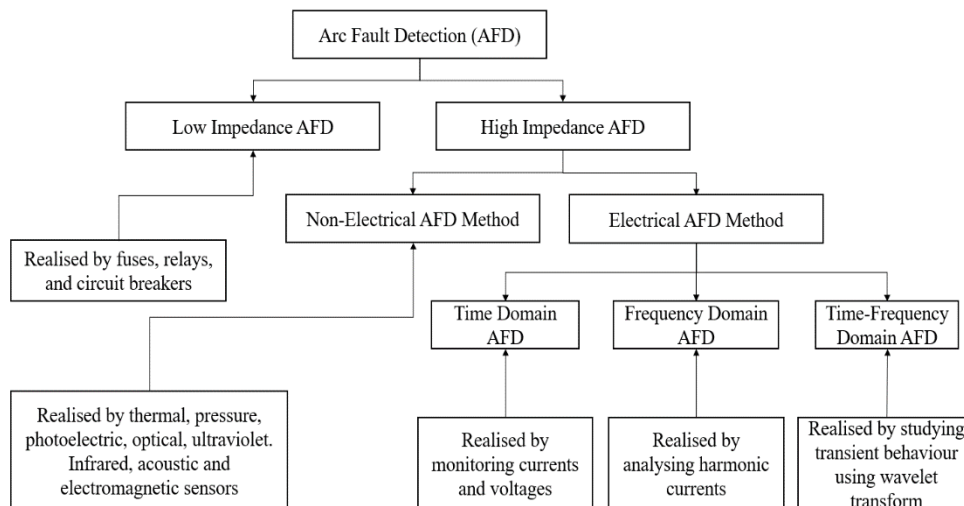 Arc Fault Detection (AFD)
Low Impedance AFD
High Impedance AFD
Non-Electrical AFD Method
Electrical AFD Method
Realised by fuses, relays,
and circuit breakers
Time Domain
AFD
Frequency Domain
AFD
Time-Frequency
Domain AFD
Realised by thermal, pressure,
photoelectric, optical, ultraviolet.
Infrared, acoustic and
electromagnetic sensors
Realised by
monitoring currents
and voltages
Realised by
analysing harmonic
currents
Realised by studying
transient behaviour
using wavelet
transform